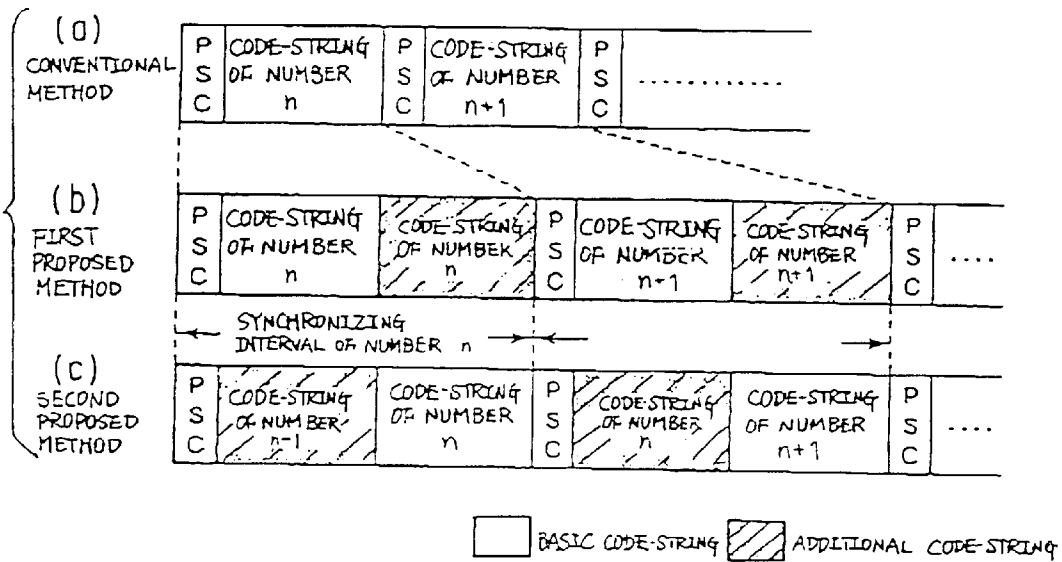 (a)
CONVENTIONAL
METHOD
P
S
C
CODE-STRING
OF NUMBER
n
P
S
C
CODE-STRING
OF NUMBER
n+1
P
S
C
............
(b)
FIRST
PROPOSED
METHOD
P
S
C
CODE-STRING
OF NUMBER
n
CODE-STRING
OF NUMBER
n
P
S
C
CODE-STRING
OF NUMBER
n+1
CODE-STRING
OF NUMBER
n+1
P
S
C
....
SYNCHRONIZING
INTERVAL OF NUMBER n
(c)
SECOND
PROPOSED
METHOD
P
S
C
CODE-STRING
OF NUMBER
n-1
CODE-STRING
OF NUMBER
n
P
S
C
CODE-STRING
OF NUMBER
n
CODE-STRING
OF NUMBER
n+1
P
S
C
....
BASIC CODE-STRING
ADDITIONAL CODE-STRING